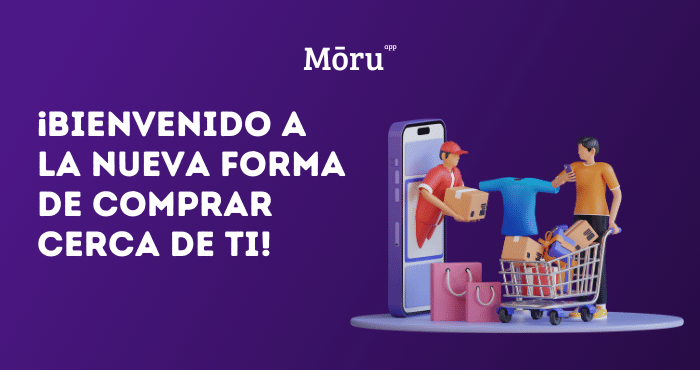 Mōru app
¡BIENVENIDO A
LA NUEVA FORMA
DE COMPRAR
CERCA DE TI!